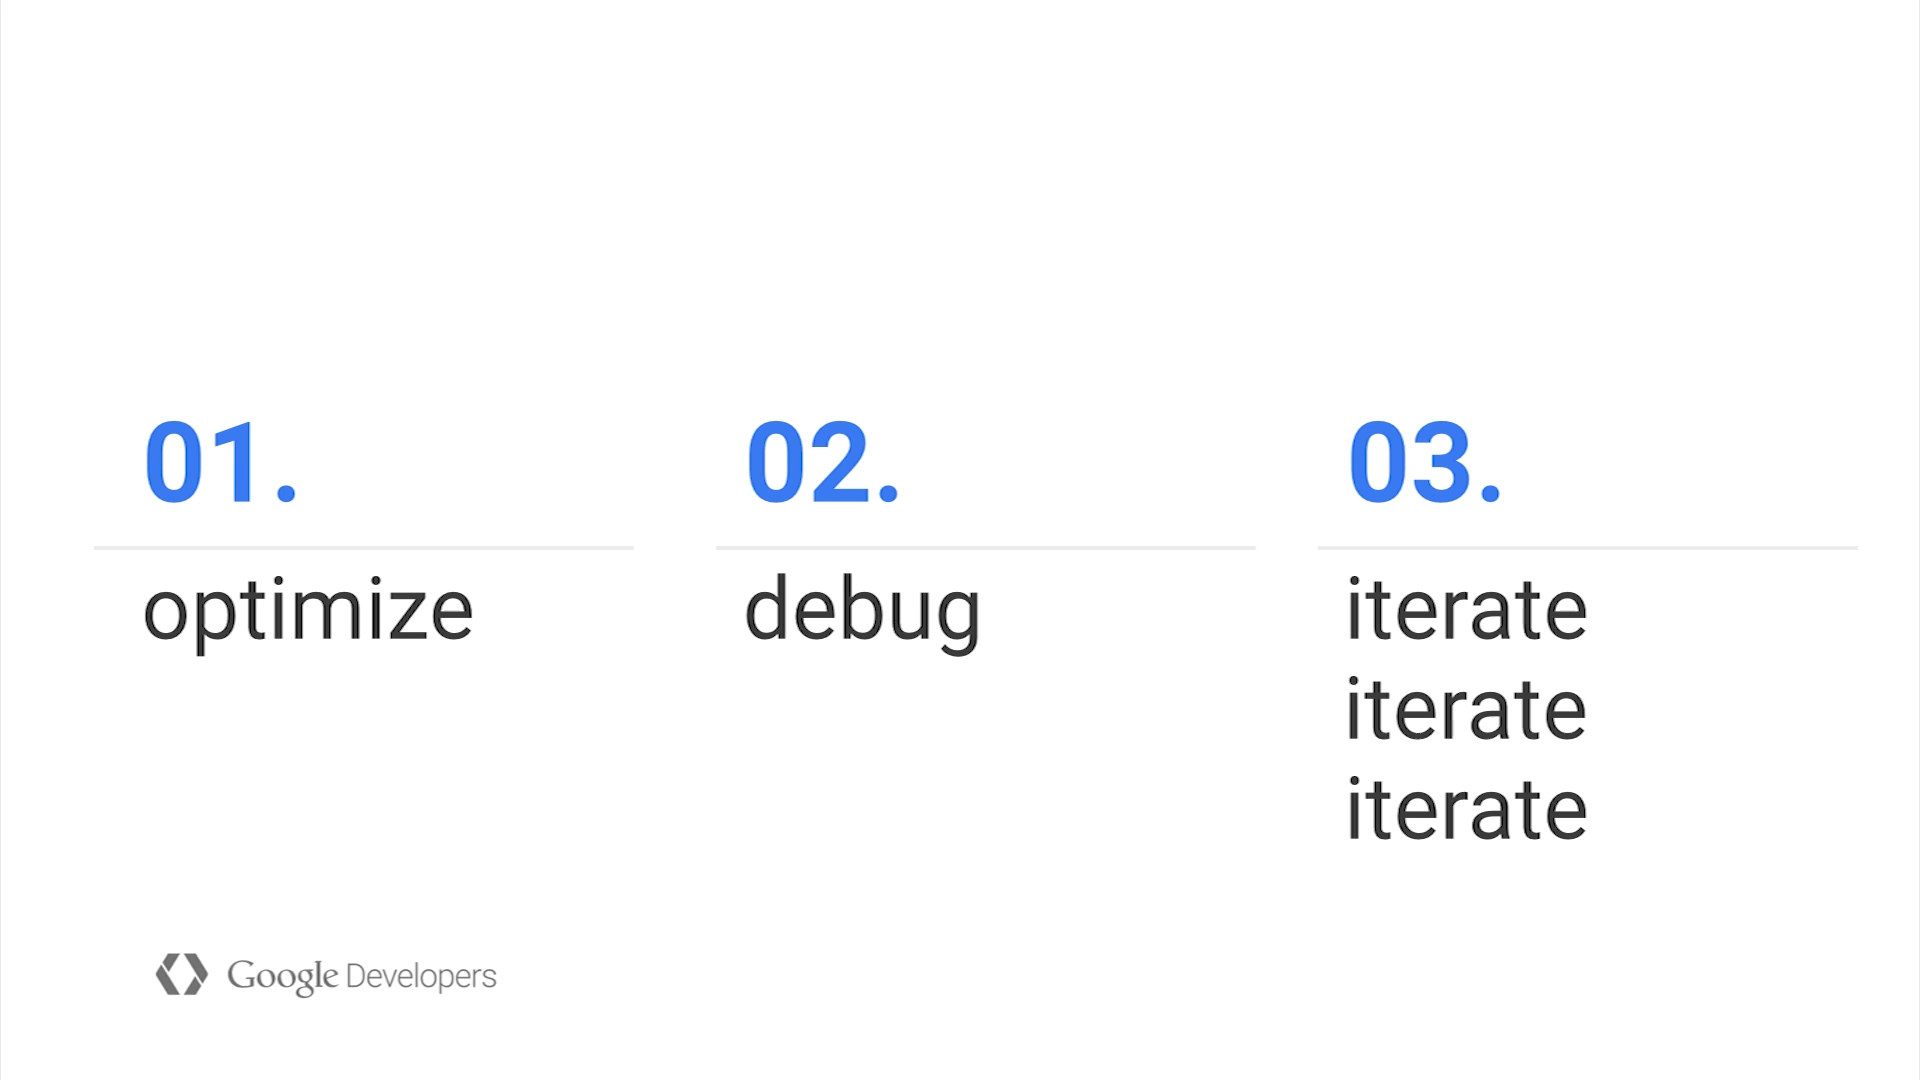 01.
optimize
02.
debug
03.
iterate
iterate
iterate
Google Developers